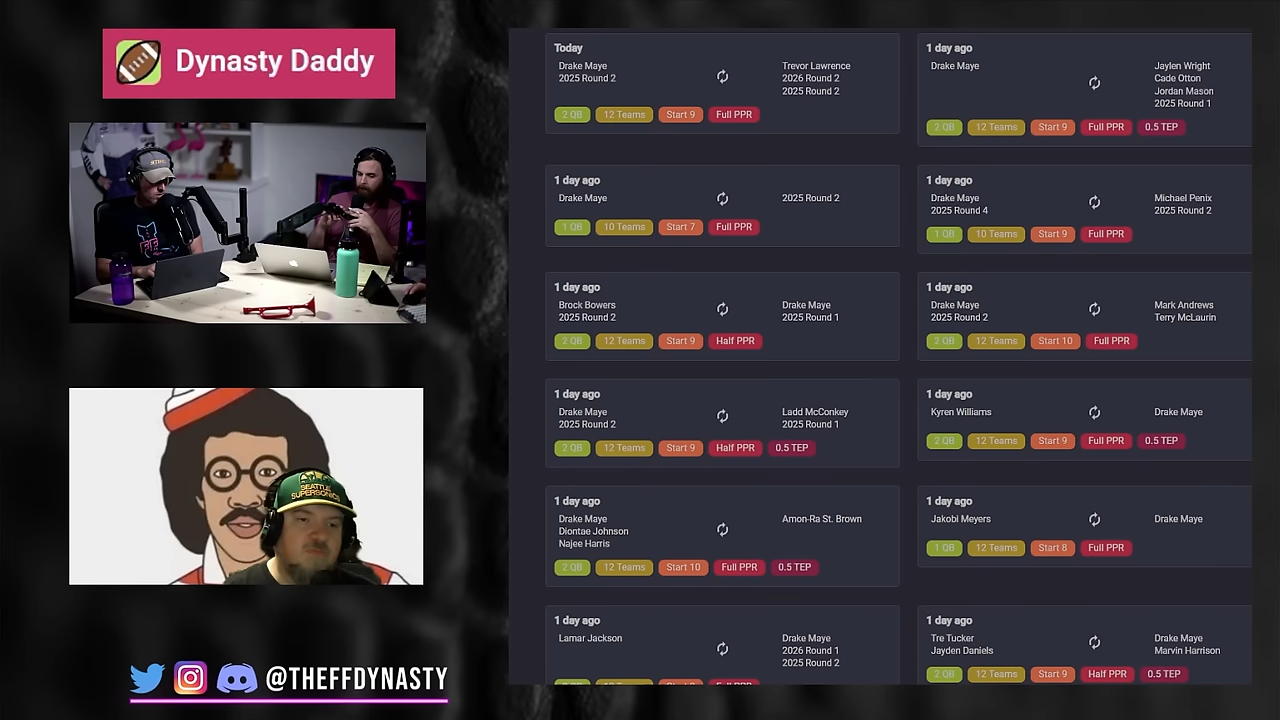 Dynasty Daddy
SEATTLE
SUPERSONICS
@THEFFDYNASTY
Today
Drake Maye
2025 Round 2
Trevor Lawrence
2026 Round 2
2025 Round 2
2 QB
12 Teams
Start 9
Full PPR
1 day ago
Drake Maye
Jaylen Wright
Cade Otton
Jordan Mason
2025 Round 1
2 QB
12 Teams
Start 9
Full PPR
0.5 TEP
1 day ago
Drake Maye
2025 Round 2
1 QB
10 Teams
Start 7
Full PPR
1 day ago
Drake Maye
2025 Round 4
Michael Penix
2025 Round 2
1 QB
10 Teams
Start 9
Full PPR
1 day ago
Brock Bowers
2025 Round 2
Drake Maye
2025 Round 1
2 QB
12 Teams
Start 9
Half PPR
1 day ago
Drake Maye
2025 Round 2
Mark Andrews
Terry McLaurin
2 QB
12 Teams
Start 10
Full PPR
1 day ago
Drake Maye
2025 Round 2
Ladd McConkey
2025 Round 1
2 QB
12 Teams
Start 9
Half PPR
0.5 TEP
1 day ago
Kyren Williams
Drake Maye
2 QB
12 Teams
Start 9
Full PPR
0.5 TEP
1 day ago
Drake Maye
Diontae Johnson
Najee Harris
Amon-Ra St. Brown
2 QB
12 Teams
Start 10
Full PPR
0.5 TEP
1 day ago
Jakobi Meyers
Drake Maye
1 QB
12 Teams
Start 8
Full PPR
1 day ago
Lamar Jackson
Drake Maye
2026 Round 1
2025 Round 2
1 day ago
Tre Tucker
Jayden Daniels
Drake Maye
Marvin Harrison
2 QB
12 Teams
Start 9
Half PPR
0.5 TEP